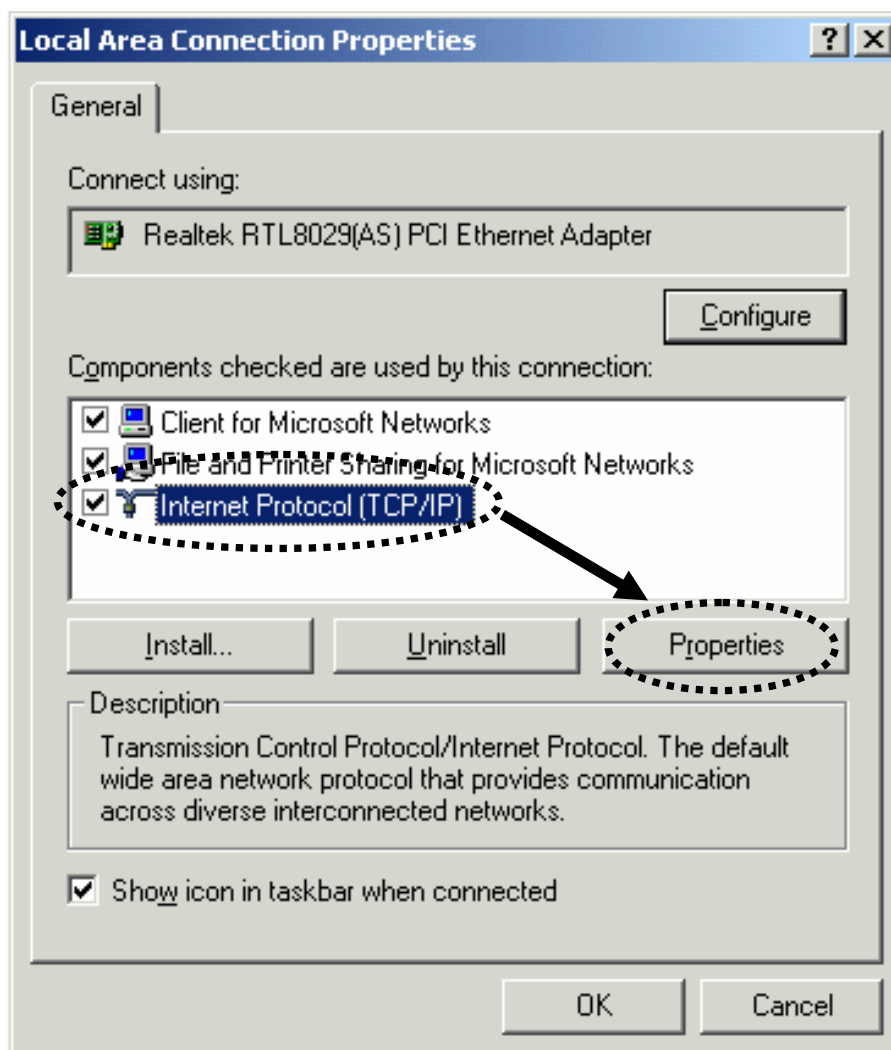 Local Area Connection Properties
General
Connect using:
Realtek RTL8029(AS) PCI Ethernet Adapter
Configure
Components checked are used by this connection:
Client for Microsoft Networks
File and Printer Sharing for Microsoft Networks
Internet Protocol (TCP/IP)
Install... Uninstall Properties
Description
Transmission Control Protocol/Internet Protocol. The default
wide area network protocol that provides communication
across diverse interconnected networks.
Show icon in taskbar when connected
OK Cancel